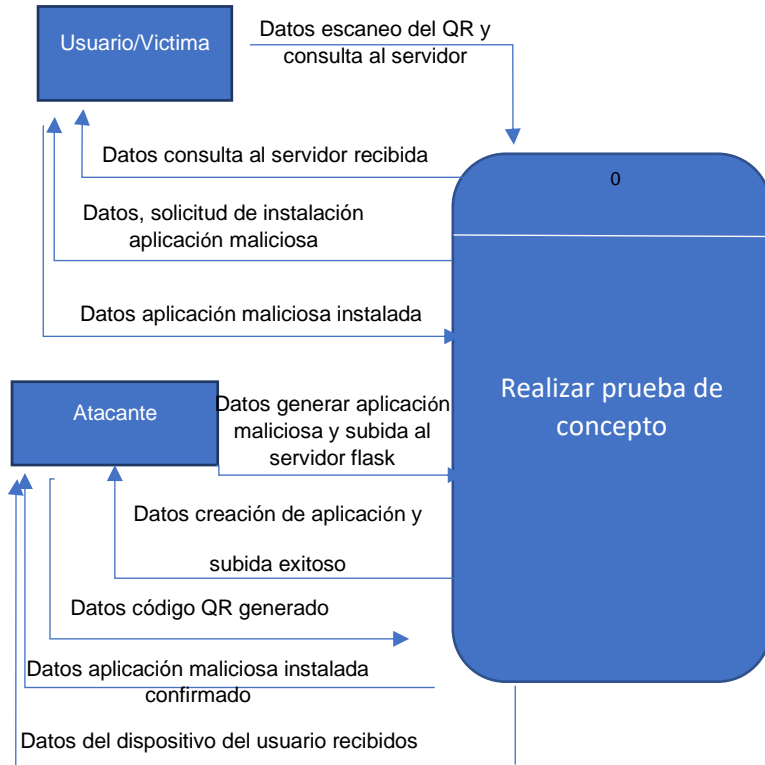 Usuario/Victima
Datos escaneo del QR y
consulta al servidor
Datos consulta al servidor recibida
0
Datos, solicitud de instalación
aplicación maliciosa
Datos aplicación maliciosa instalada
Realizar prueba de
concepto
Atacante
Datos generar aplicación
maliciosa y subida al
servidor flask
Datos creación de aplicación y
subida exitoso
Datos código QR generado
Datos aplicación maliciosa instalada
confirmado
Datos del dispositivo del usuario recibidos